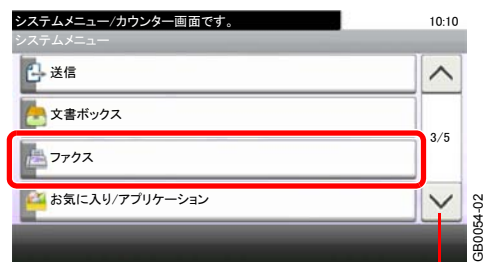 システムメニュー/カウンター画面です。 10:10
システムメニュー
送信
文書ボックス
3/5
ファクス
お気に入り/アプリケーション
GB0054-02